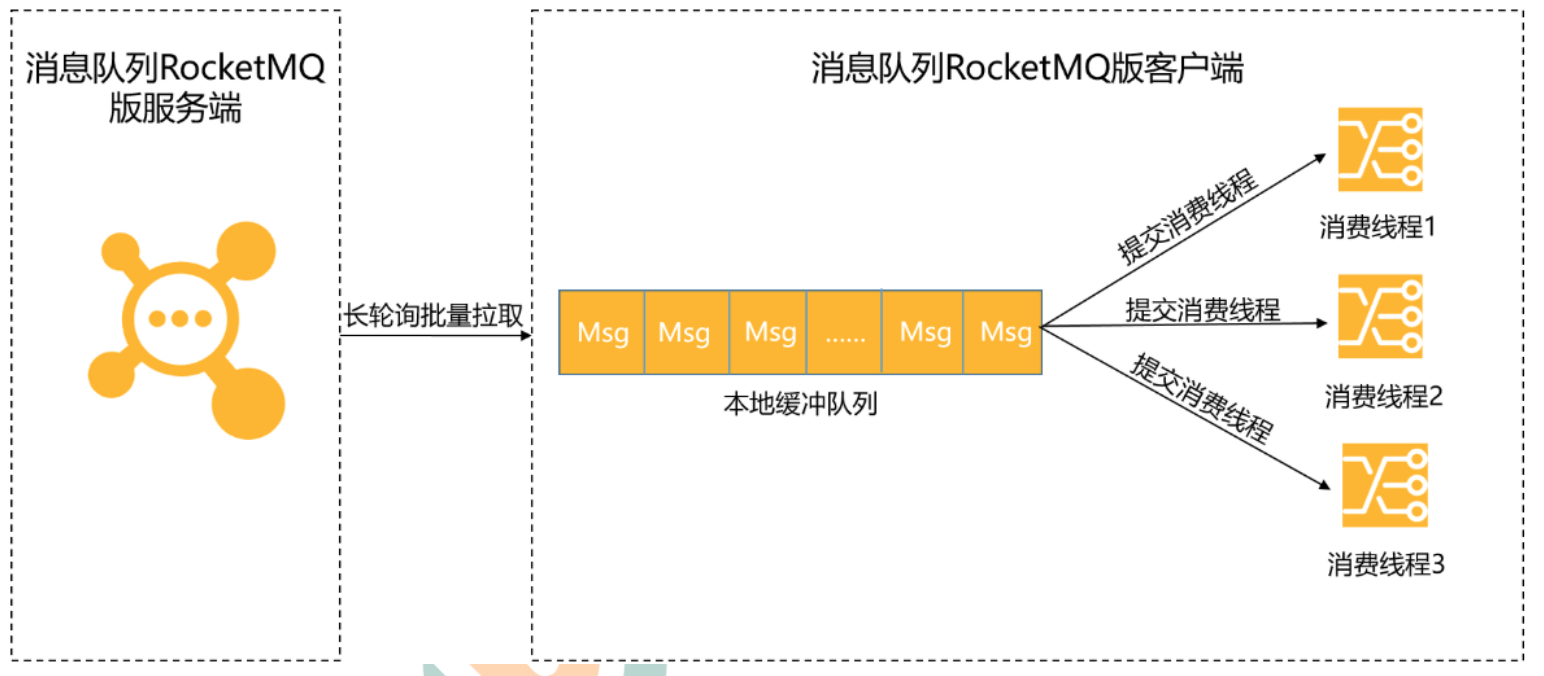 消息队列RocketMQ
版服务端
长轮询批量拉取
消息队列RocketMQ版客户端
Msg Msg Msg ...... Msg Msg
本地缓冲队列
提交消费线程
消费线程1
提交消费线程
消费线程2
提交消费线程
消费线程3